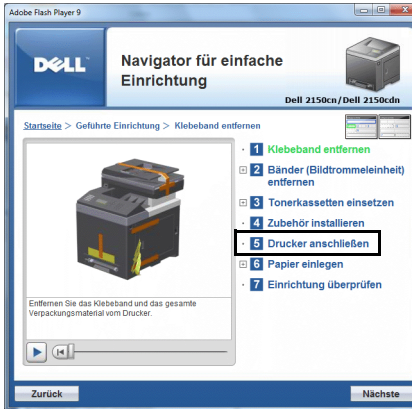 Adobe Flash Player 9
DELL
Navigator für einfache
Einrichtung
Dell 2150cn/Dell 2150cdn
Startseite > Geführte Einrichtung > Klebeband entfernen
1 Klebeband entfernen
2 Bänder (Bildtrommeleinheit)
entfernen
3 Tonerkassetten einsetzen
4 Zubehör installieren
5 Drucker anschließen
6 Papier einlegen
7 Einrichtung überprüfen
Entfernen Sie das Klebeband und das gesamte
Verpackungsmaterial vom Drucker.
Zurück
Nächste